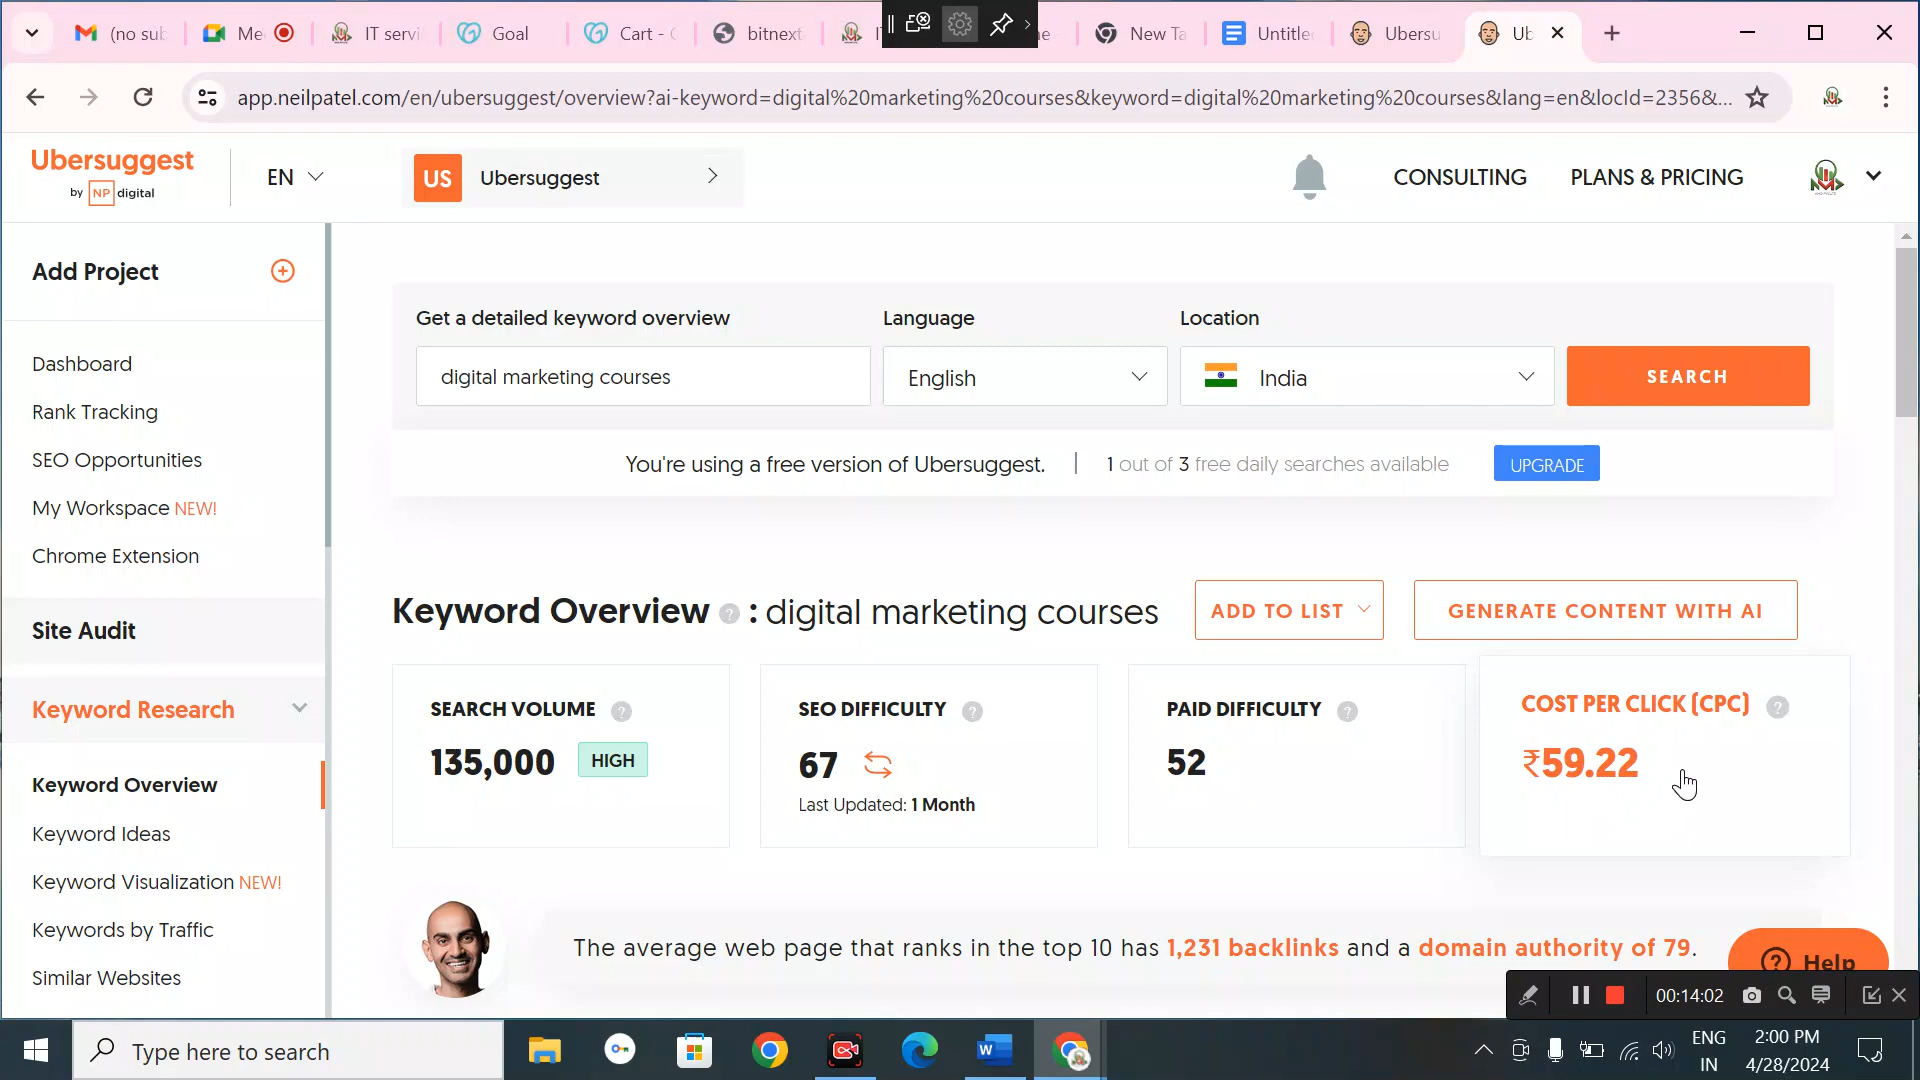 (no sub
Me
IT servi
Goal
Cart -
bitnext
New Ta
Untitle
Ubersu
Ub
app.neilpatel.com/en/ubersuggest/overview?ai-keyword=digital%20marketing%20courses&keyword=digital%20marketing%20courses&lang=en&locId=2356&...
Ubersuggest
by NP digital
EN
US
Ubersuggest
CONSULTING
PLANS & PRICING
Add Project
Dashboard
Rank Tracking
SEO Opportunities
My Workspace NEW!
Chrome Extension
Site Audit
Keyword Research
Keyword Overview
Keyword Ideas
Keyword Visualization NEW!
Keywords by Traffic
Similar Websites
Get a detailed keyword overview
Language
Location
digital marketing courses
English
India
SEARCH
You're using a free version of Ubersuggest. | 1 out of 3 free daily searches available
UPGRADE
Keyword Overview ? : digital marketing courses
ADD TO LIST
GENERATE CONTENT WITH AI
SEARCH VOLUME ?
135,000 HIGH
SEO DIFFICULTY ?
67
Last Updated: 1 Month
PAID DIFFICULTY ?
52
COST PER CLICK (CPC) ?
₹59.22
The average web page that ranks in the top 10 has 1,231 backlinks and a domain authority of 79.
? Help
00:14:02
Type here to search
ENG
IN
2:00 PM
4/28/2024